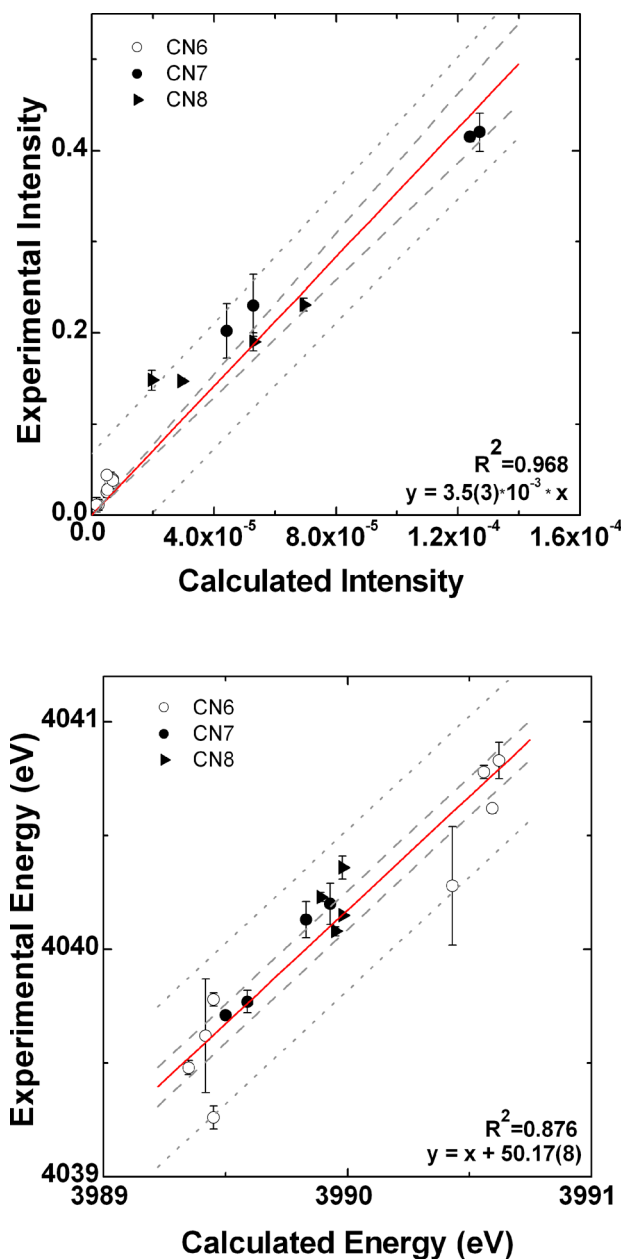 CN6
CN7
CN8
Experimental Intensity
0.4
0.2
0.0
R²=0.968
y = 3.5(3)*10⁻³ * x
0 4.0x10⁻⁵ 8.0x10⁻⁵ 1.2x10⁻⁴ 1.6x10⁻⁴
Calculated Intensity
CN6
CN7
CN8
Experimental Energy (eV)
4041
4040
4039
R²=0.876
y = x + 50.17(8)
3989 3990 3991
Calculated Energy (eV)